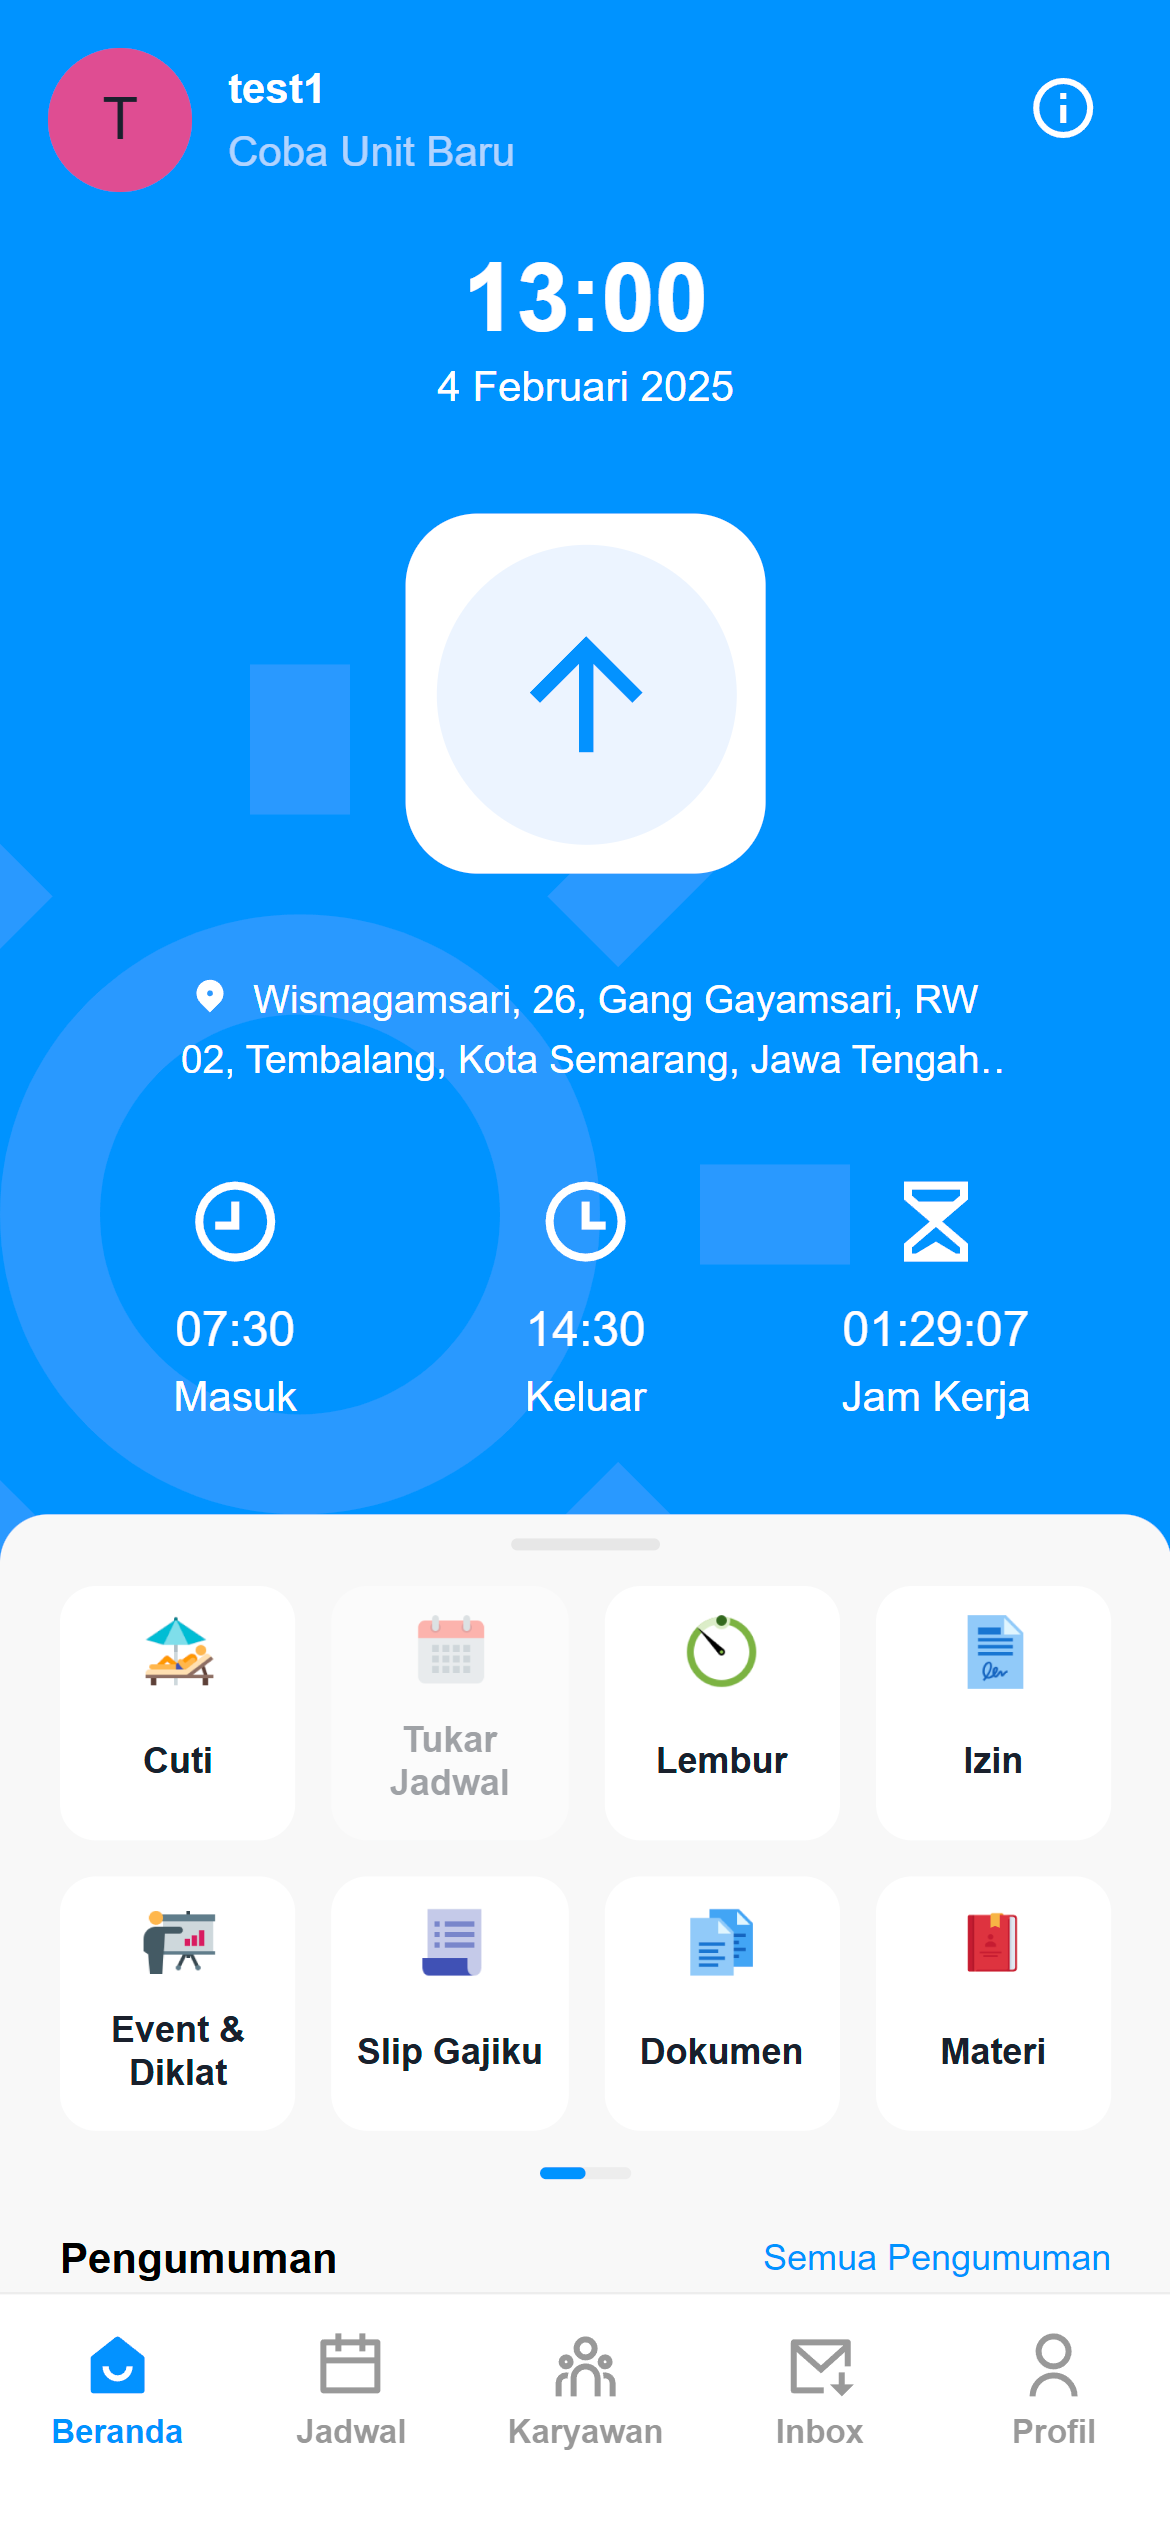 T
test1
Coba Unit Baru
13:00
4 Februari 2025
Wismagamsari, 26, Gang Gayamsari, RW
02, Tembalang, Kota Semarang, Jawa Tengah..
07:30
Masuk
14:30
Keluar
01:29:07
Jam Kerja
Cuti
Tukar
Jadwal
Lembur
Izin
Event &
Diklat
Slip Gajiku
Dokumen
Materi
Pengumuman
Semua Pengumuman
Beranda
Jadwal
Karyawan
Inbox
Profil